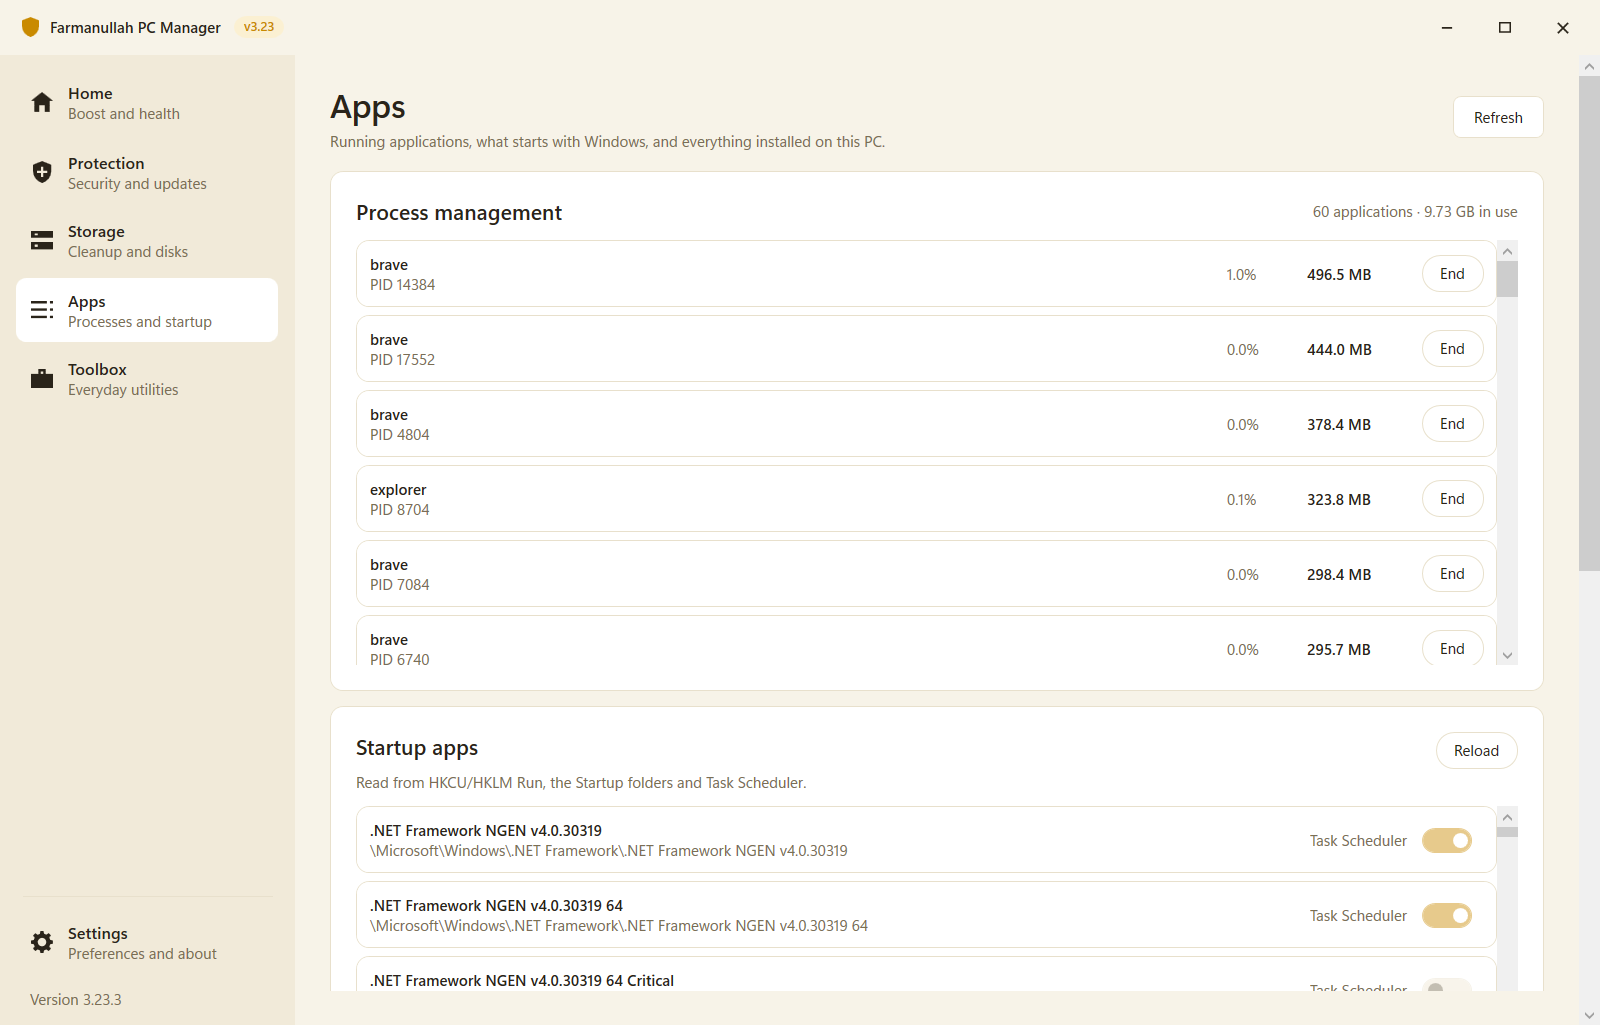 Farmanullah PC Manager v3.23
Home
Boost and health
Protection
Security and updates
Storage
Cleanup and disks
Apps
Processes and startup
Toolbox
Everyday utilities
Settings
Preferences and about
Version 3.23.3
Apps
Running applications, what starts with Windows, and everything installed on this PC.
Refresh
Process management
60 applications · 9.73 GB in use
brave
PID 14384
1.0% 496.5 MB End
brave
PID 17552
0.0% 444.0 MB End
brave
PID 4804
0.0% 378.4 MB End
explorer
PID 8704
0.1% 323.8 MB End
brave
PID 7084
0.0% 298.4 MB End
brave
PID 6740
0.0% 295.7 MB End
Startup apps
Reload
Read from HKCU/HKLM Run, the Startup folders and Task Scheduler.
.NET Framework NGEN v4.0.30319
\Microsoft\Windows\.NET Framework\.NET Framework NGEN v4.0.30319
Task Scheduler
.NET Framework NGEN v4.0.30319 64
\Microsoft\Windows\.NET Framework\.NET Framework NGEN v4.0.30319 64
Task Scheduler
.NET Framework NGEN v4.0.30319 64 Critical
Task Scheduler